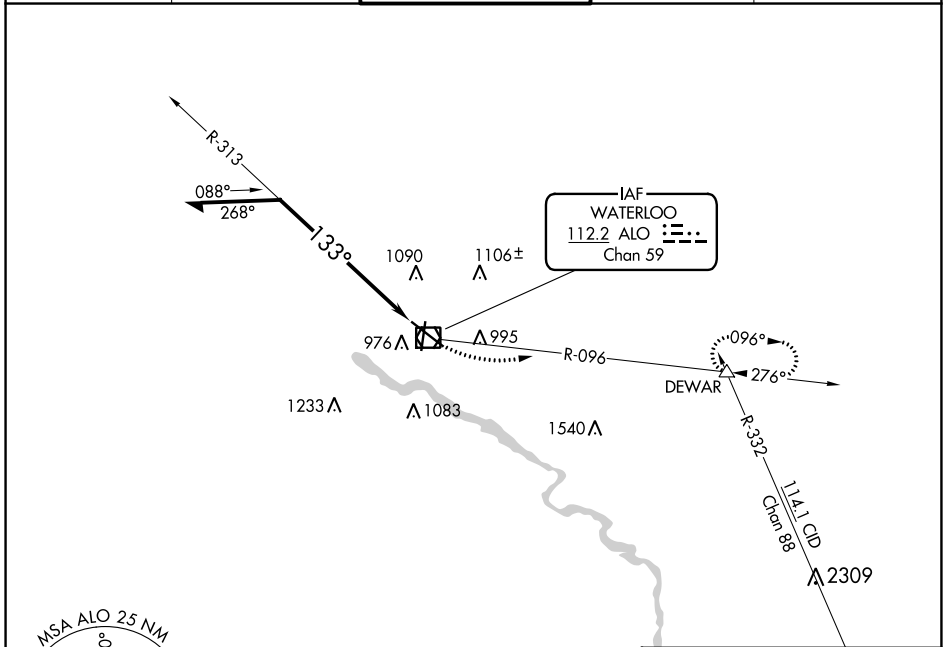 R-313
088°
268°
133°
IAF
WATERLOO
112.2 ALO
Chan 59
1090
1106±
976
995
R-096
096°
276°
DEWAR
1233
1083
1540
R-332
114.1 CID
Chan 88
2309
MSA ALO 25 NM